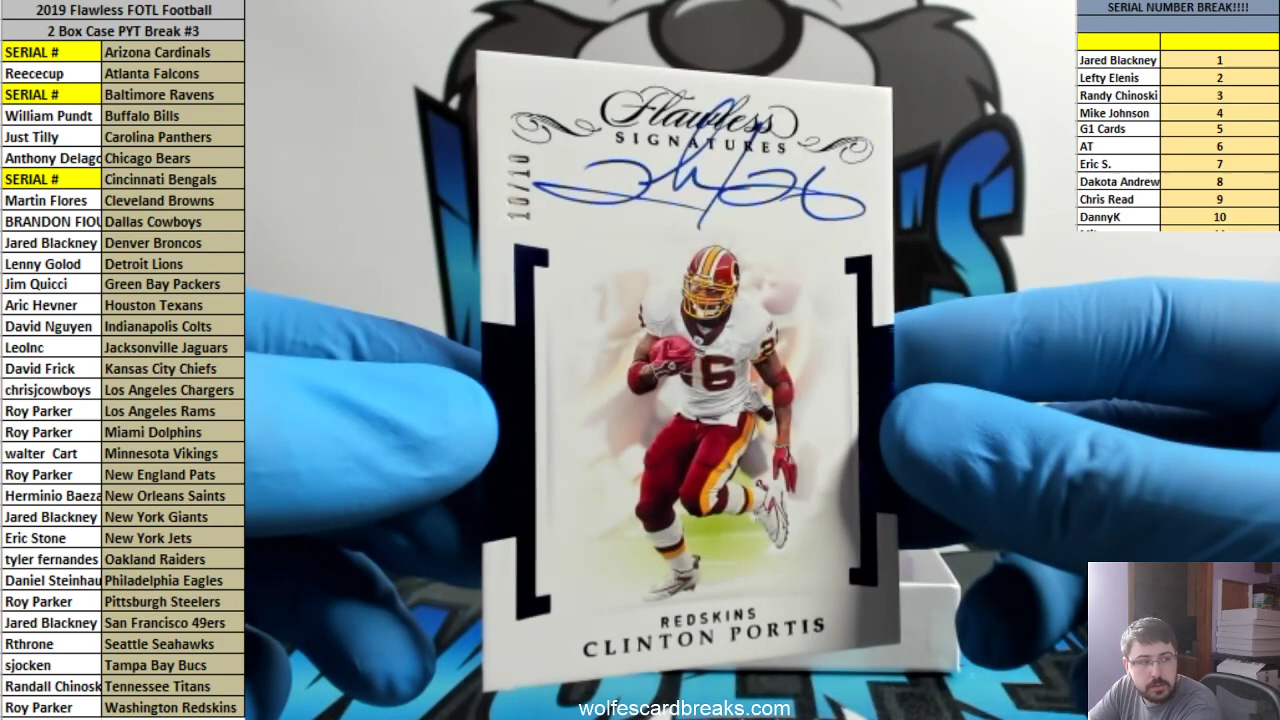 2019 Flawless FOTL Football
2 Box Case PYT Break #3
SERIAL # Arizona Cardinals
Reececup Atlanta Falcons
SERIAL # Baltimore Ravens
William Pundt Buffalo Bills
Just Tilly Carolina Panthers
Anthony Delago Chicago Bears
SERIAL # Cincinnati Bengals
Martin Flores Cleveland Browns
BRANDON FIOU Dallas Cowboys
Jared Blackney Denver Broncos
Lenny Golod Detroit Lions
Jim Quicci Green Bay Packers
Aric Hevner Houston Texans
David Nguyen Indianapolis Colts
LeoInc Jacksonville Jaguars
David Frick Kansas City Chiefs
chrisjcowboys Los Angeles Chargers
Roy Parker Los Angeles Rams
Roy Parker Miami Dolphins
walter Cart Minnesota Vikings
Roy Parker New England Pats
Herminio Baeza New Orleans Saints
Jared Blackney New York Giants
Eric Stone New York Jets
tyler fernandes Oakland Raiders
Daniel Steinhau Philadelphia Eagles
Roy Parker Pittsburgh Steelers
Jared Blackney San Francisco 49ers
Rthrone Seattle Seahawks
sjocken Tampa Bay Bucs
Randall Chinosk Tennessee Titans
Roy Parker Washington Redskins
Flawless
SIGNATURES
10/10
26
REDSKINS
CLINTON PORTIS
wolfescardbreaks.com
SERIAL NUMBER BREAK!!!!
Jared Blackney 1
Lefty Elenis 2
Randy Chinoski 3
Mike Johnson 4
G1 Cards 5
AT 6
Eric S. 7
Dakota Andrew 8
Chris Read 9
DannyK 10